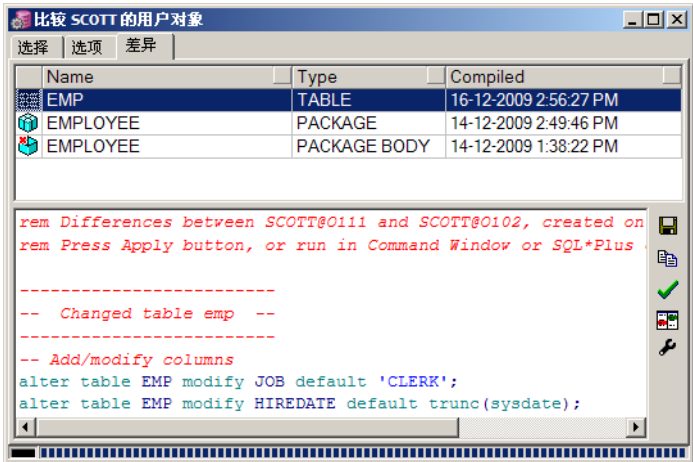 比较 SCOTT 的用户对象
选择 选项 差异
Name Type Compiled
EMP TABLE 16-12-2009 2:56:27 PM
EMPLOYEE PACKAGE 14-12-2009 2:49:46 PM
EMPLOYEE PACKAGE BODY 14-12-2009 1:38:22 PM
rem Differences between SCOTT@O111 and SCOTT@O102, created on
rem Press Apply button, or run in Command Window or SQL*Plus
-------------------------
-- Changed table emp --
-------------------------
-- Add/modify columns
alter table EMP modify JOB default 'CLERK';
alter table EMP modify HIREDATE default trunc(sysdate);